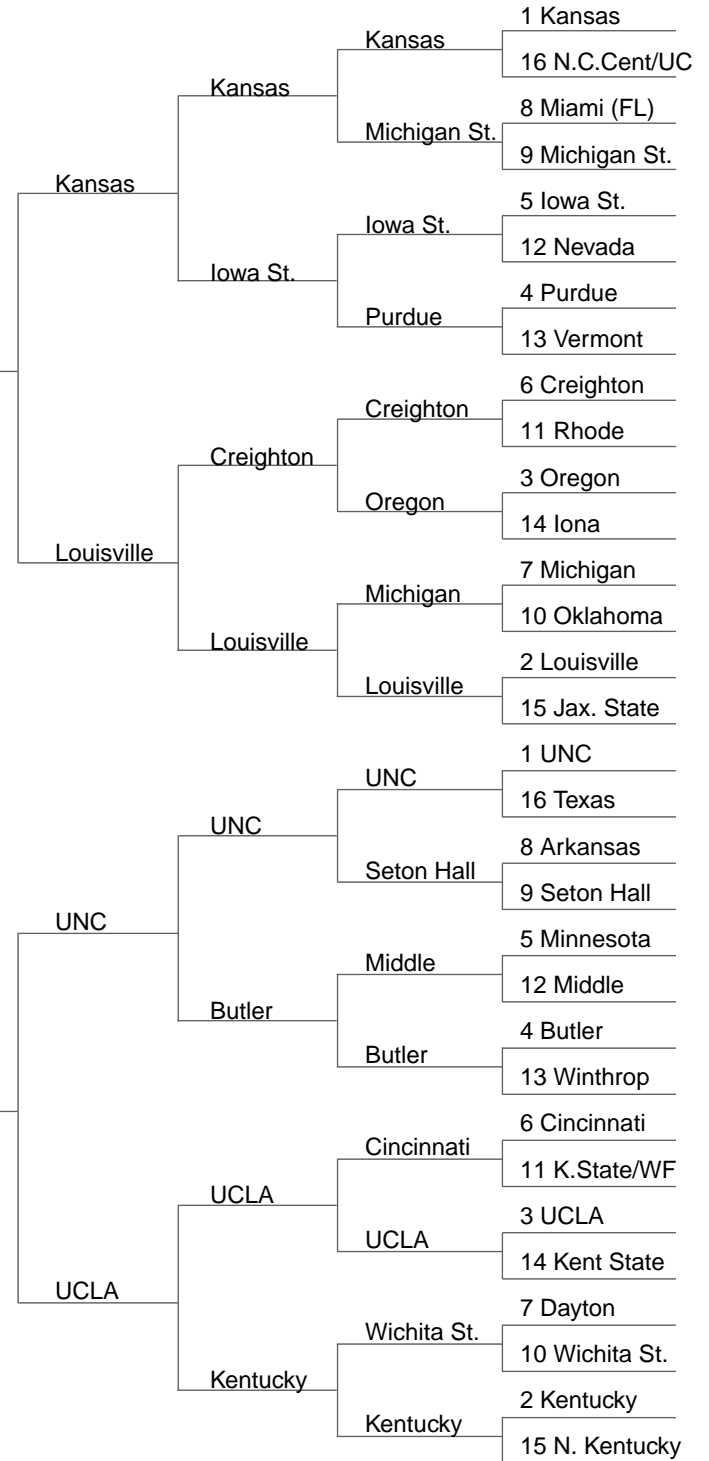 1 Kansas
Kansas
16 N.C.Cent/UC
Kansas
8 Miami (FL)
Michigan St.
9 Michigan St.
Kansas
5 Iowa St.
Iowa St.
12 Nevada
Iowa St.
4 Purdue
Purdue
13 Vermont
6 Creighton
Creighton
11 Rhode
Creighton
3 Oregon
Oregon
14 Iona
Louisville
7 Michigan
Michigan
10 Oklahoma
Louisville
2 Louisville
Louisville
15 Jax. State
1 UNC
UNC
16 Texas
UNC
8 Arkansas
Seton Hall
9 Seton Hall
UNC
5 Minnesota
Middle
12 Middle
Butler
4 Butler
Butler
13 Winthrop
6 Cincinnati
Cincinnati
11 K.State/WF
UCLA
3 UCLA
UCLA
14 Kent State
UCLA
7 Dayton
Wichita St.
10 Wichita St.
Kentucky
2 Kentucky
Kentucky
15 N. Kentucky